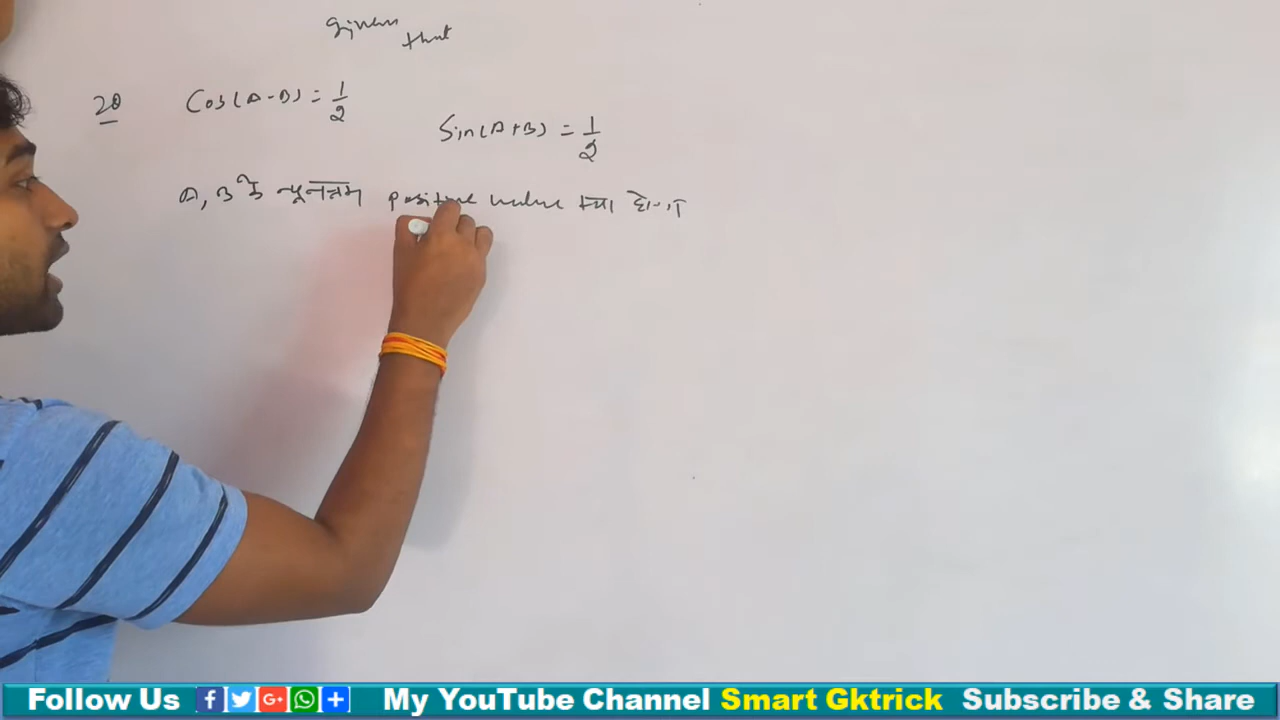 given that
20 Cos(A-B) = 1/2
Sin(A+B) = 1/2
A, B के न्यूनतम positive value क्या होगा
Follow Us f G+ + My YouTube Channel Smart Gktrick Subscribe & Share